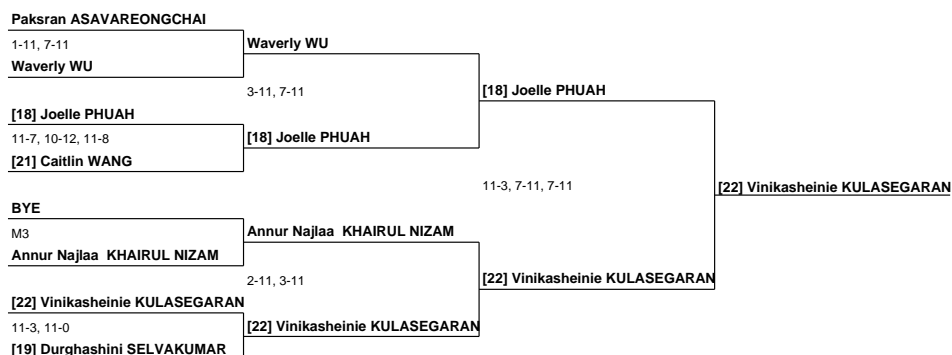 Paksran ASAVAREONGCHAI
1-11, 7-11
Waverly WU
Waverly WU
3-11, 7-11
[18] Joelle PHUAH
[18] Joelle PHUAH
11-7, 10-12, 11-8
[18] Joelle PHUAH
[21] Caitlin WANG
11-3, 7-11, 7-11
[22] Vinikasheinie KULASEGARAN
BYE
M3
Annur Najlaa  KHAIRUL NIZAM
Annur Najlaa  KHAIRUL NIZAM
2-11, 3-11
[22] Vinikasheinie KULASEGARAN
[22] Vinikasheinie KULASEGARAN
11-3, 11-0
[22] Vinikasheinie KULASEGARAN
[19] Durghashini SELVAKUMAR